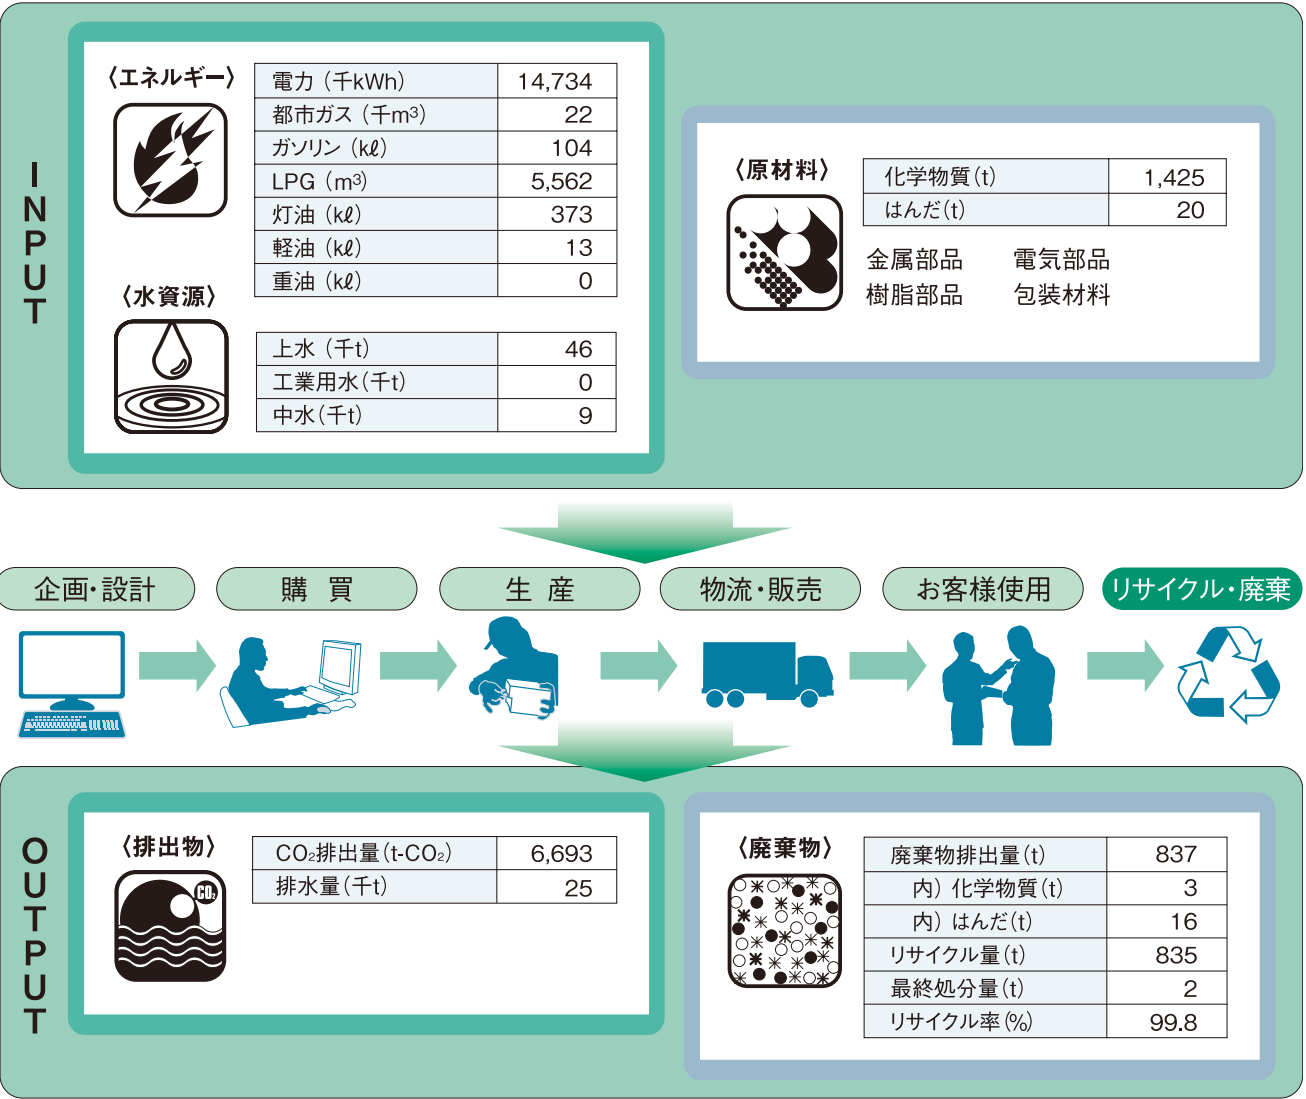 INPUT
〈エネルギー〉
電力（千kWh） 14,734
都市ガス（千m³） 22
ガソリン（kℓ） 104
LPG（m³） 5,562
灯油（kℓ） 373
軽油（kℓ） 13
重油（kℓ） 0
〈水資源〉
上水（千t） 46
工業用水（千t） 0
中水（千t） 9
〈原材料〉
化学物質（t） 1,425
はんだ（t） 20
金属部品 電気部品
樹脂部品 包装材料
企画・設計 購買 生産 物流・販売 お客様使用 リサイクル・廃棄
OUTPUT
〈排出物〉
CO₂
CO₂排出量（t-CO₂） 6,693
排水量（千t） 25
〈廃棄物〉
廃棄物排出量（t） 837
内）化学物質（t） 3
内）はんだ（t） 16
リサイクル量（t） 835
最終処分量（t） 2
リサイクル率（%） 99.8